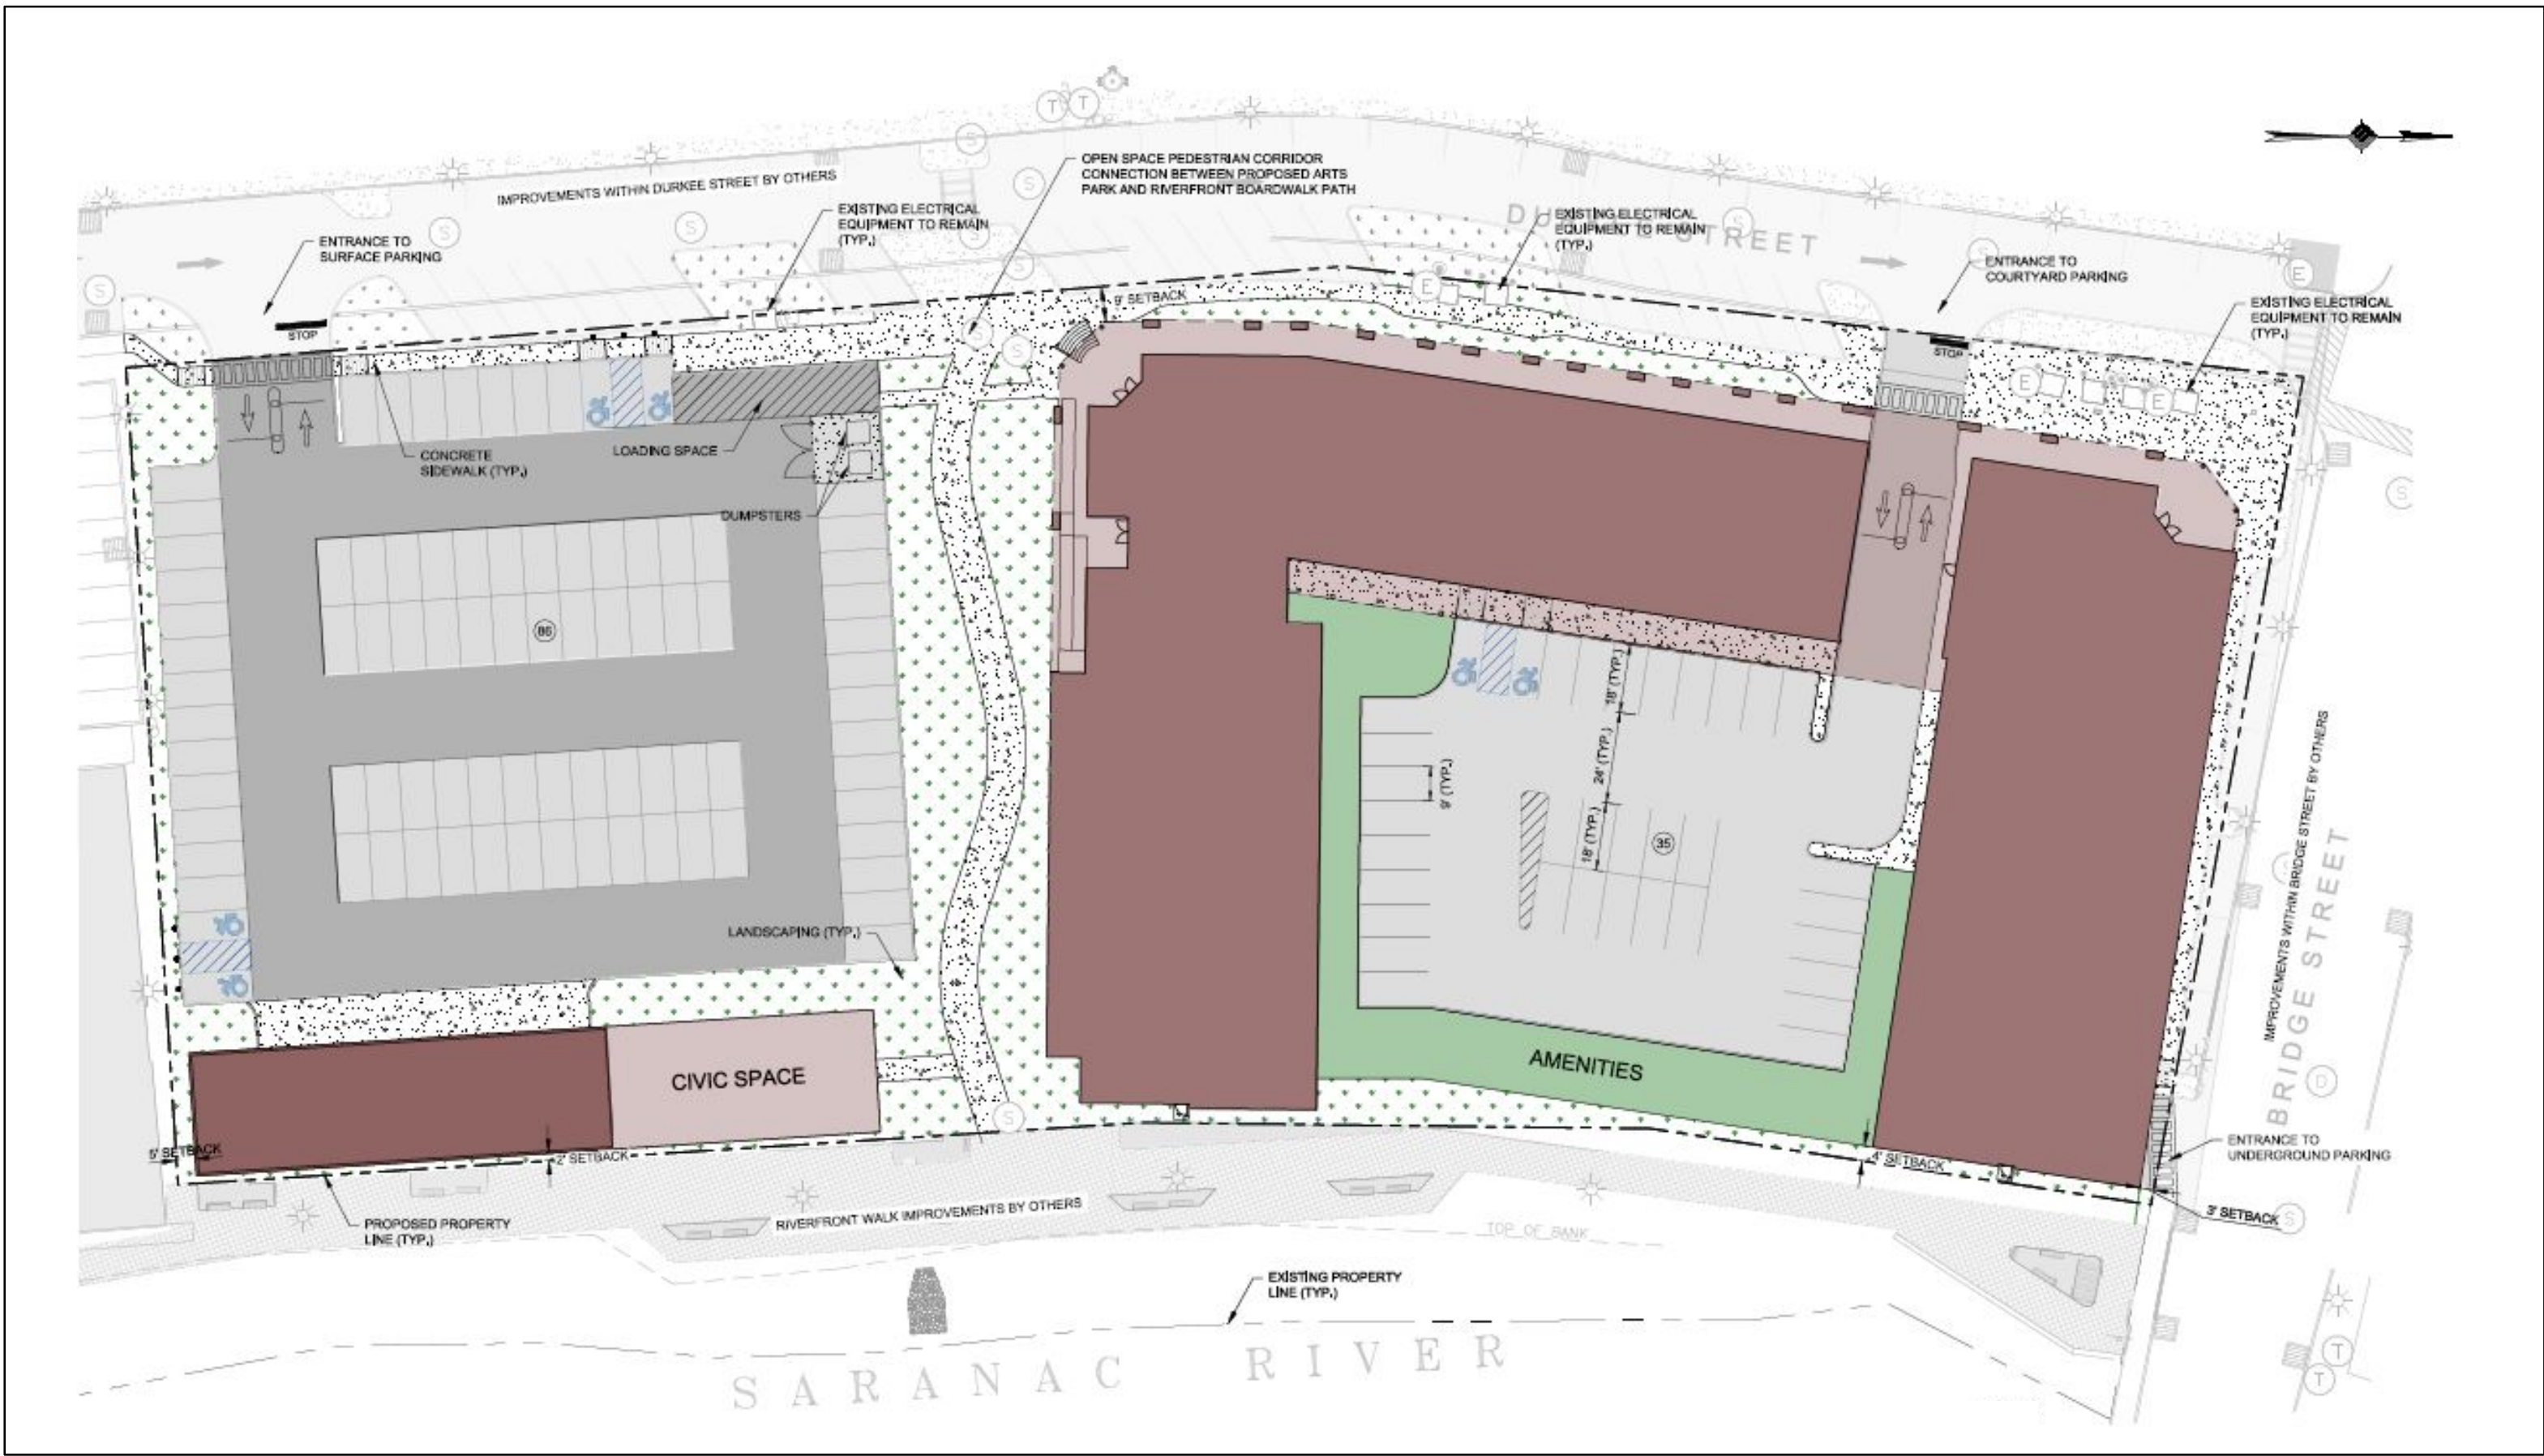 OPEN SPACE PEDESTRIAN CORRIDOR
CONNECTION BETWEEN PROPOSED ARTS
PARK AND RIVERFRONT BOARDWALK PATH
IMPROVEMENTS WITHIN DURKEE STREET BY OTHERS
EXISTING ELECTRICAL
EQUIPMENT TO REMAIN
(TYP.)
EXISTING ELECTRICAL
EQUIPMENT TO REMAIN
(TYP.)
STREET
ENTRANCE TO
SURFACE PARKING
ENTRANCE TO
COURTYARD PARKING
EXISTING ELECTRICAL
EQUIPMENT TO REMAIN
(TYP.)
9' SETBACK
STOP
STOP
CONCRETE
SIDEWALK (TYP.)
LOADING SPACE
DUMPSTERS
86
18' (TYP.)
24' (TYP.)
9' (TYP.)
18' (TYP.)
35
LANDSCAPING (TYP.)
CIVIC SPACE
AMENITIES
IMPROVEMENTS WITHIN BRIDGE STREET BY OTHERS
BRIDGE STREET
5' SETBACK
2' SETBACK
4' SETBACK
ENTRANCE TO
UNDERGROUND PARKING
3' SETBACK
PROPOSED PROPERTY
LINE (TYP.)
RIVERFRONT WALK IMPROVEMENTS BY OTHERS
TOP OF BANK
EXISTING PROPERTY
LINE (TYP.)
SARANAC RIVER
T
T
S
S
S
S
S
S
S
S
S
S
S
E
E
E
E
S
S
S
D
S
T
T